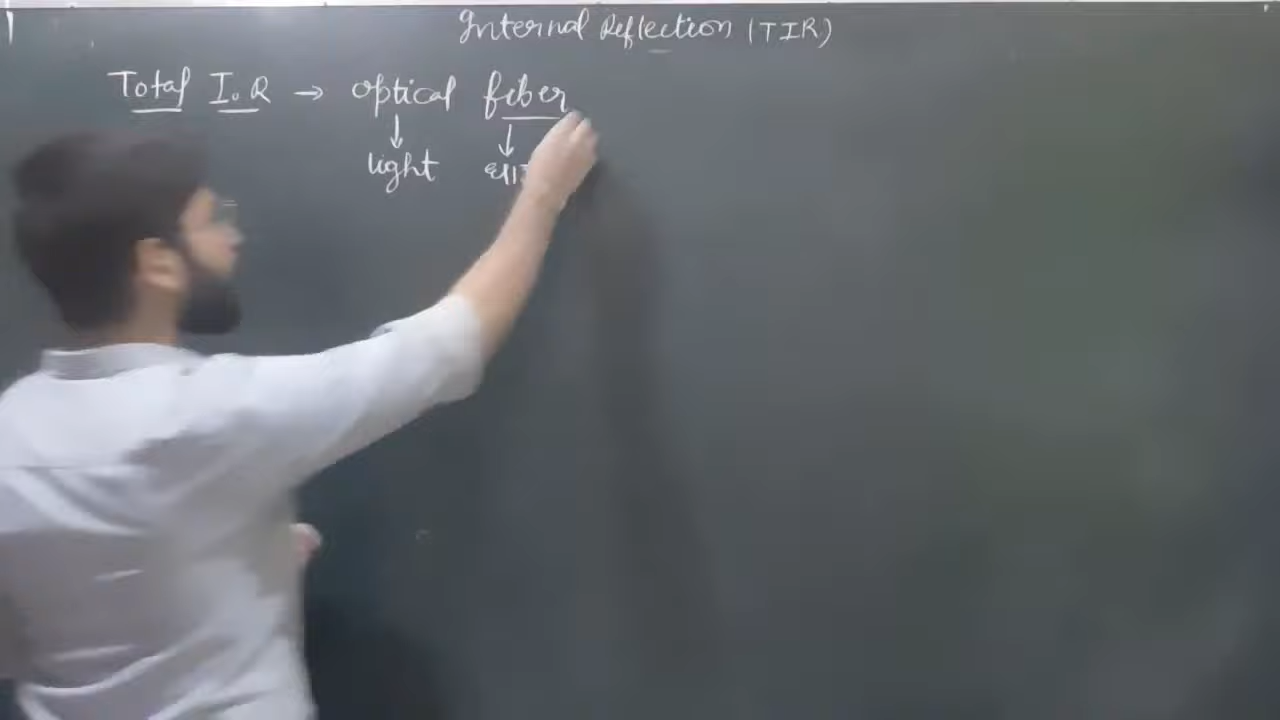 Internal Reflection (TIR)
Total I.R → optical fiber
↓ ↓
light